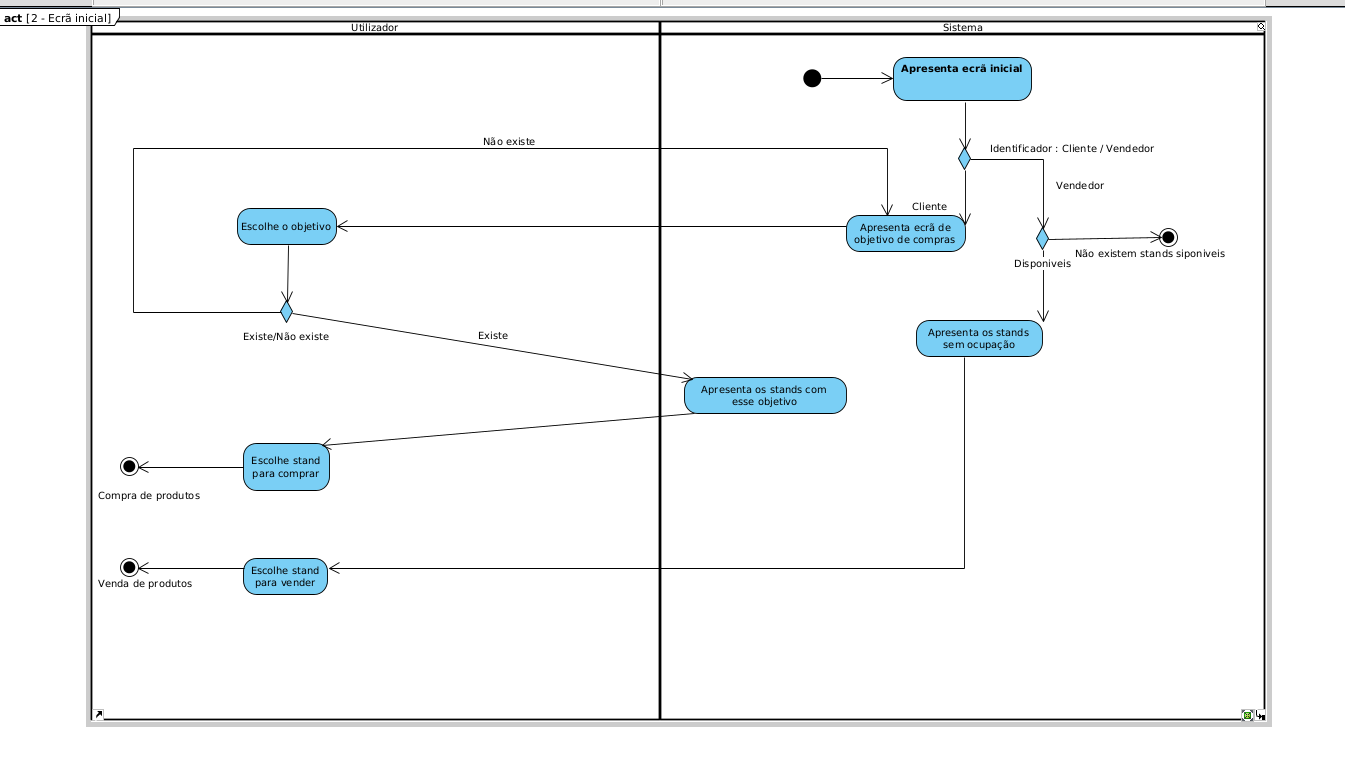 act [2 - Ecrã inicial]
Utilizador
Sistema
Apresenta ecrã inicial
Não existe
Identificador : Cliente / Vendedor
Vendedor
Cliente
Escolhe o objetivo
Apresenta ecrã de
objetivo de compras
Não existem stands siponiveis
Disponiveis
Existe/Não existe
Existe
Apresenta os stands
sem ocupação
Apresenta os stands com
esse objetivo
Escolhe stand
para comprar
Compra de produtos
Escolhe stand
para vender
Venda de produtos